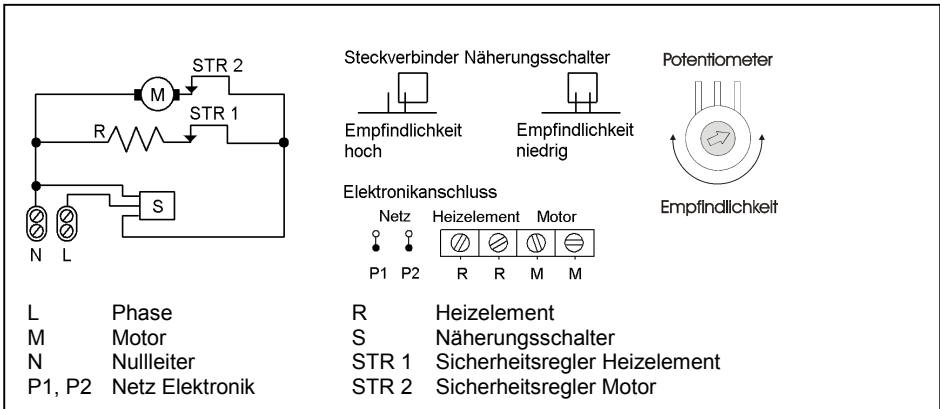 STR 2
M
STR 1
R
S
N L
Steckverbinder Näherungsschalter
Empfindlichkeit hoch
Empfindlichkeit niedrig
Potentiometer
Empfindlichkeit
Elektronikanschluss
Netz Heizelement Motor
P1 P2 R R M M
L Phase
M Motor
N Nullleiter
P1, P2 Netz Elektronik
R Heizelement
S Näherungsschalter
STR 1 Sicherheitsregler Heizelement
STR 2 Sicherheitsregler Motor